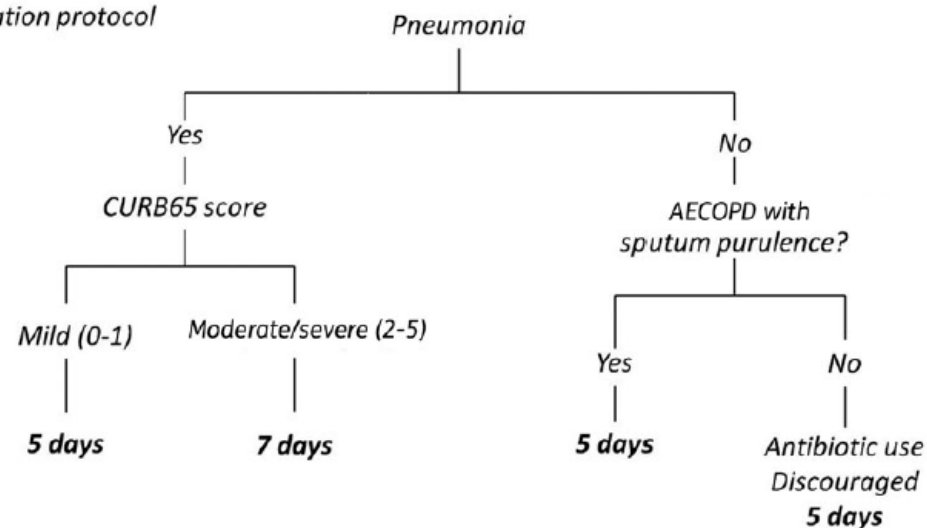 ation protocol
Pneumonia
Yes
No
CURB65 score
AECOPD with
sputum purulence?
Mild (0-1)
Moderate/severe (2-5)
Yes
No
5 days
7 days
5 days
Antibiotic use
Discouraged
5 days